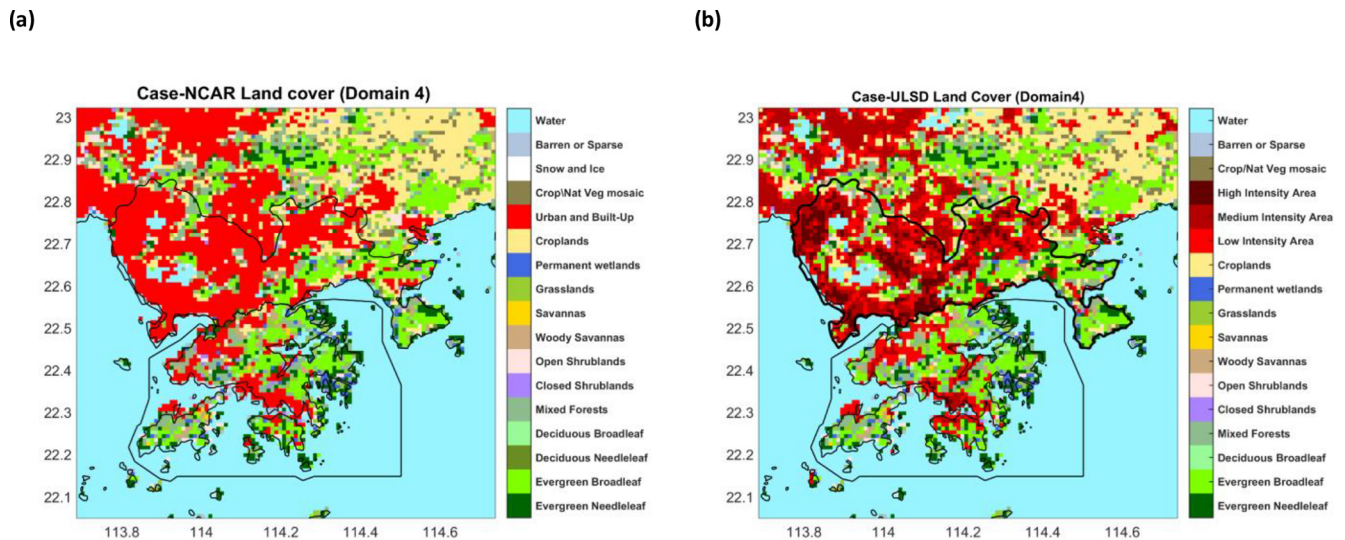 (a)
(b)
Case-NCAR Land cover (Domain 4)
23
22.9
22.8
22.7
22.6
22.5
22.4
22.3
22.2
22.1
113.8
114
114.2
114.4
114.6
Water
Barren or Sparse
Snow and Ice
Crop\Nat Veg mosaic
Urban and Built-Up
Croplands
Permanent wetlands
Grasslands
Savannas
Woody Savannas
Open Shrublands
Closed Shrublands
Mixed Forests
Deciduous Broadleaf
Deciduous Needleleaf
Evergreen Broadleaf
Evergreen Needleleaf
Case-ULSD Land Cover (Domain4)
23
22.9
22.8
22.7
22.6
22.5
22.4
22.3
22.2
22.1
113.8
114
114.2
114.4
114.6
Water
Barren or Sparse
Crop\Nat Veg mosaic
High Intensity Area
Medium Intensity Area
Low Intensity Area
Croplands
Permanent wetlands
Grasslands
Savannas
Woody Savannas
Open Shrublands
Closed Shrublands
Mixed Forests
Deciduous Broadleaf
Evergreen Broadleaf
Evergreen Needleleaf